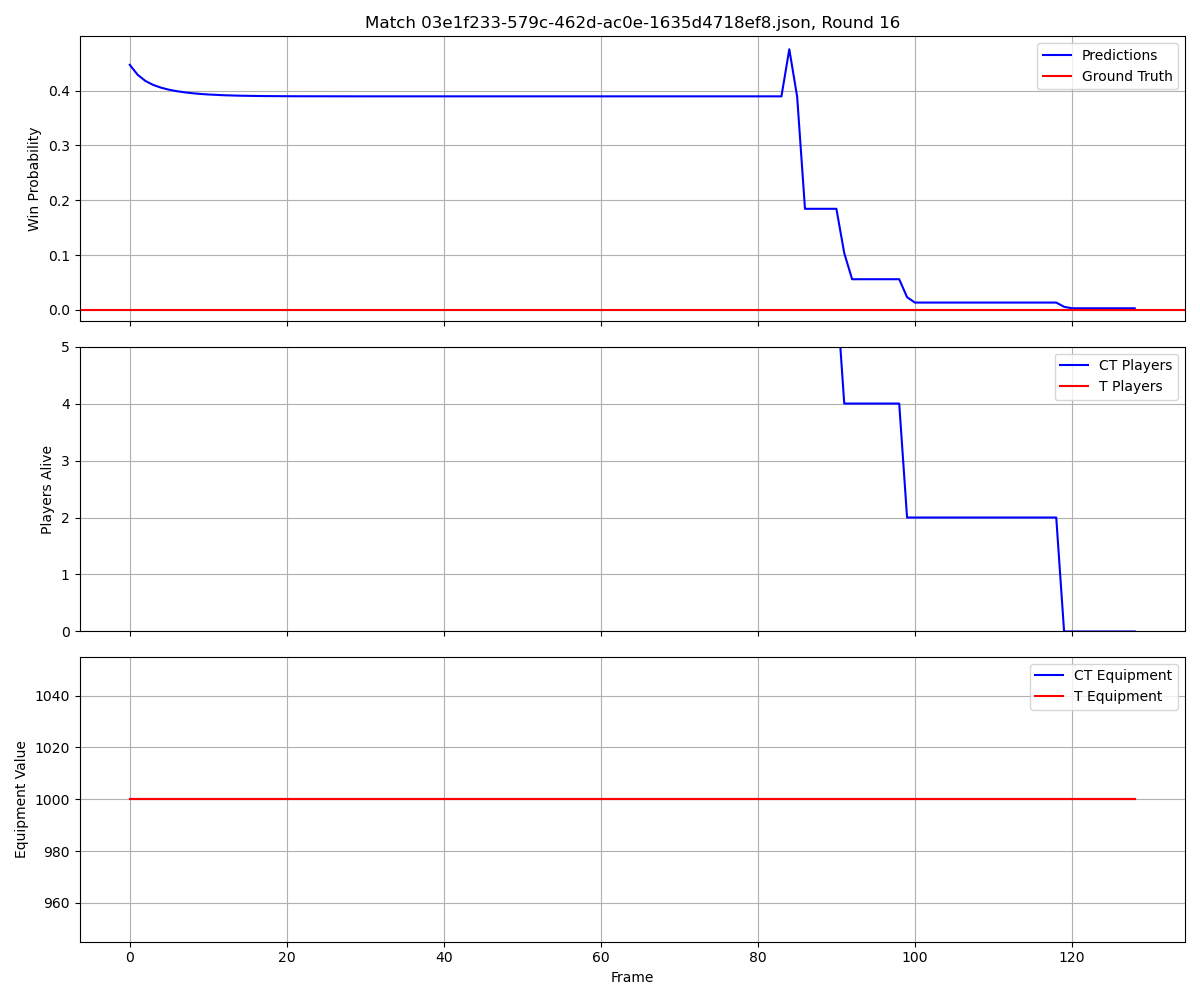 Match 03e1f233-579c-462d-ac0e-1635d4718ef8.json, Round 16
Win Probability
0.4
0.3
0.2
0.1
0.0
Predictions
Ground Truth
Players Alive
5
4
3
2
1
0
CT Players
T Players
Equipment Value
1040
1020
1000
980
960
CT Equipment
T Equipment
0 20 40 60 80 100 120
Frame